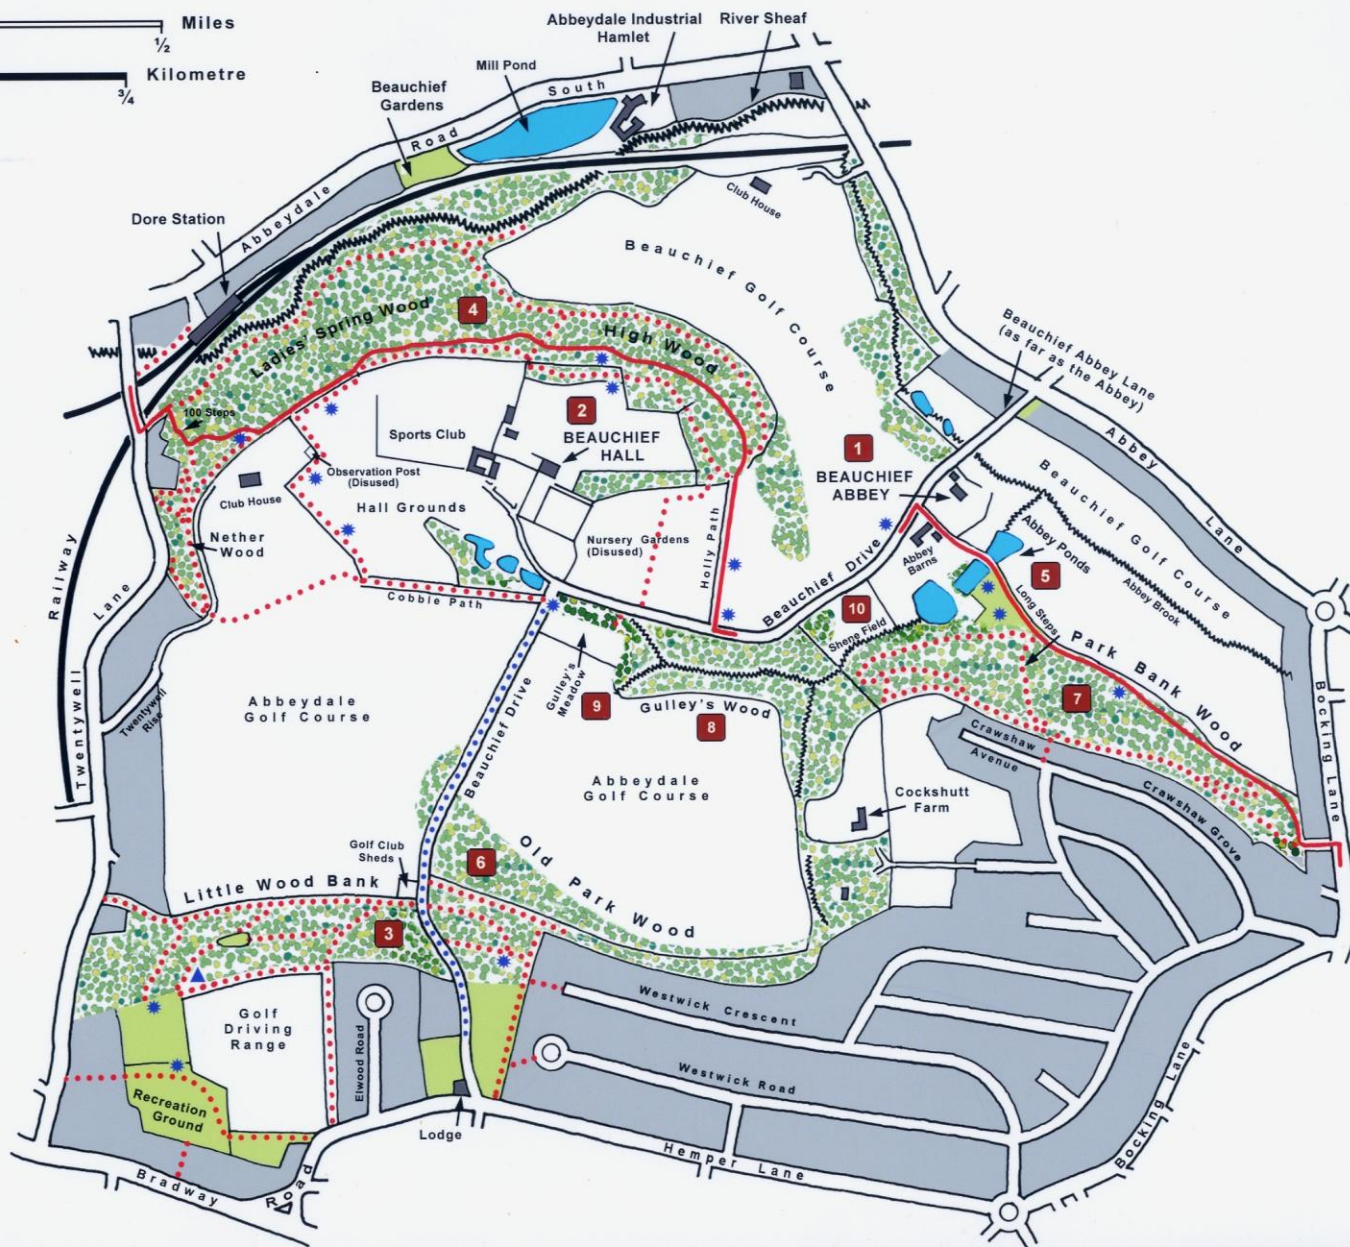 Miles
½
Kilometre
¾
Abbeydale Industrial
Hamlet
River Sheaf
Mill Pond
Beauchief
Gardens
Abbeydale Road South
Dore Station
Club House
Beauchief Golf Course
Ladies' Spring Wood
4
High Wood
100 Steps
Beauchief Abbey Lane
(as far as the Abbey)
Abbey Lane
2
BEAUCHIEF
HALL
Sports Club
1
BEAUCHIEF
ABBEY
Beauchief Golf Course
Observation Post
(Disused)
Club House
Hall Grounds
Nether
Wood
Nursery Gardens
(Disused)
Holly Path
Abbey
Barns
Abbey Ponds
5
Abbey Brook
Railway
Twentywell Lane
Cobble Path
Beauchief Drive
10
Shene Field
Long Steps
Park Bank Wood
7
Twentywell
Rise
Abbeydale
Golf Course
Beauchief Drive
Gulley's
Meadow
9
Gulley's Wood
8
Abbeydale
Golf Course
Crawshaw
Avenue
Crawshaw Grove
Bocking Lane
Cockshutt
Farm
Golf Club
Sheds
6
Old Park Wood
Little Wood Bank
3
Golf
Driving
Range
Elwood Road
Westwick Crescent
Westwick Road
Recreation
Ground
Lodge
Hemper Lane
Bocking Lane
Bradway Road